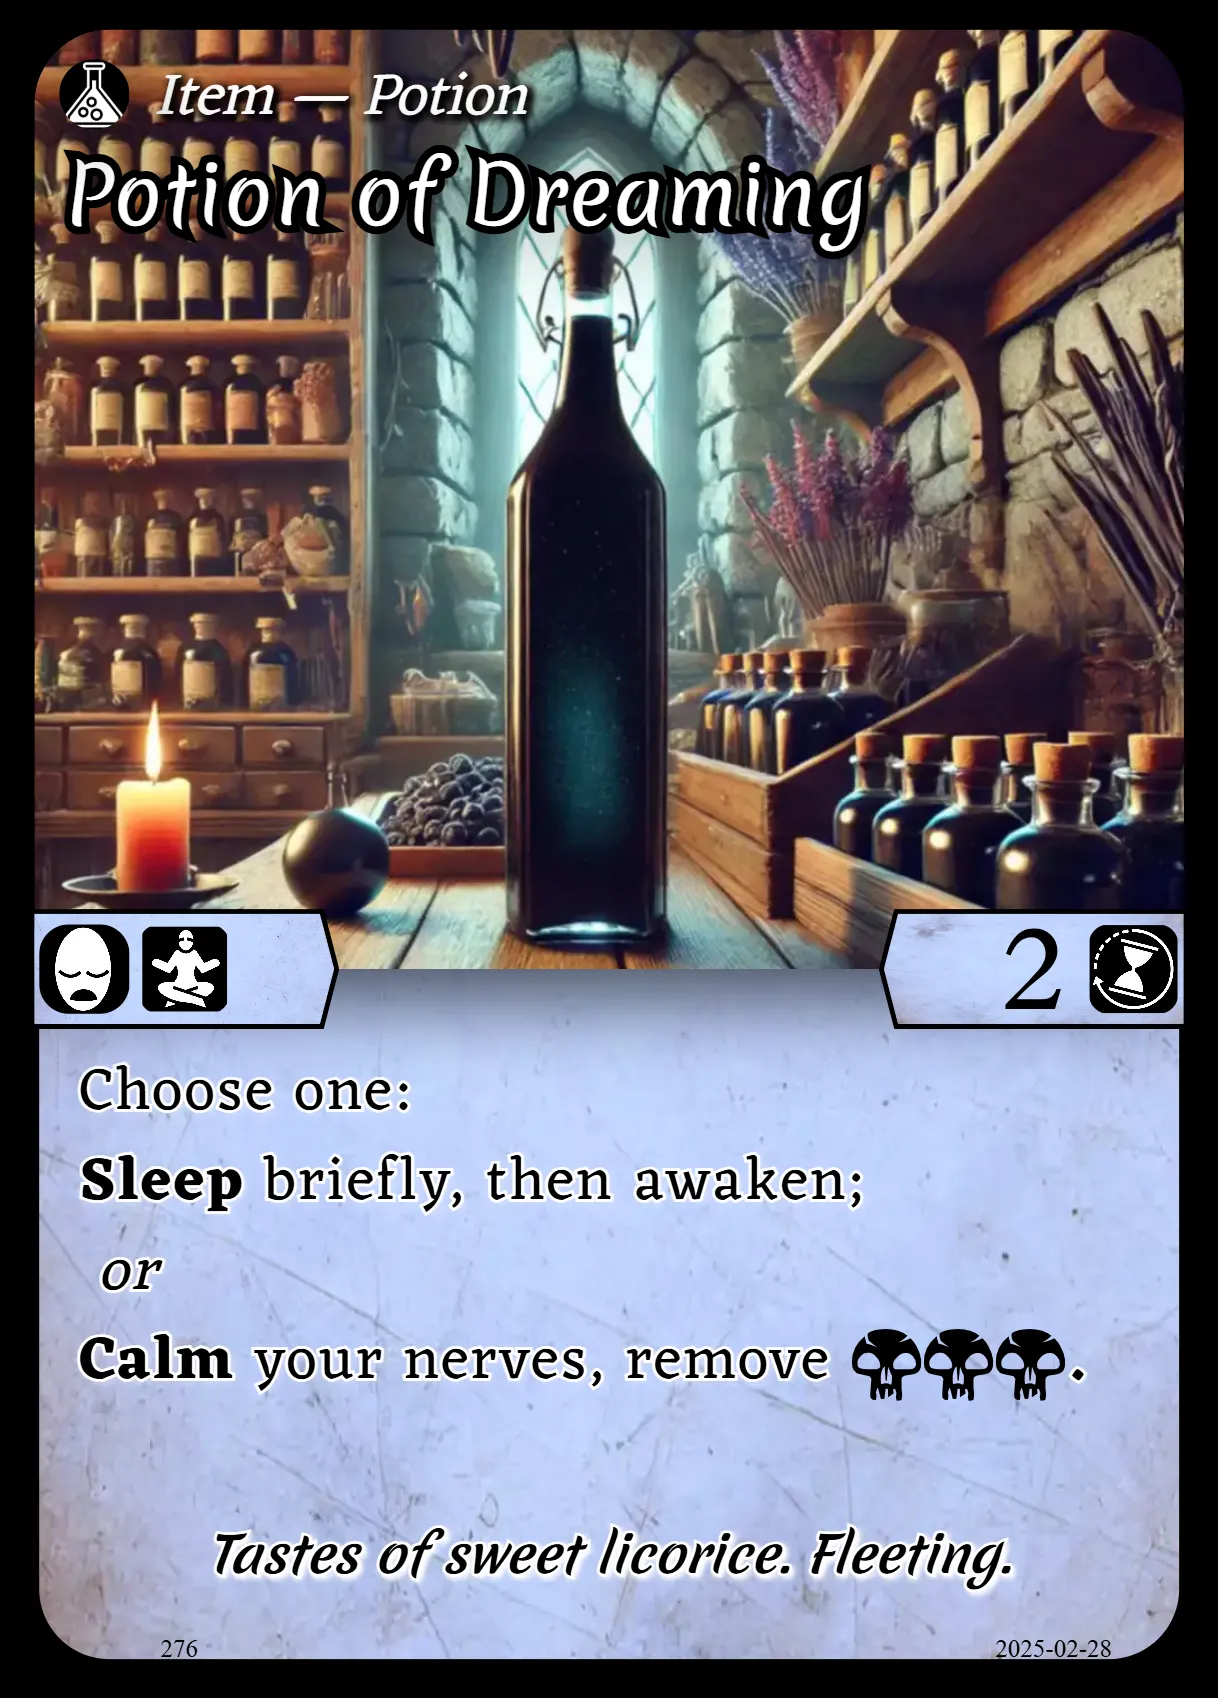 Item — Potion
Potion of Dreaming
2
Choose one:
Sleep briefly, then awaken;
or
Calm your nerves, remove .
Tastes of sweet licorice. Fleeting.
276
2025-02-28